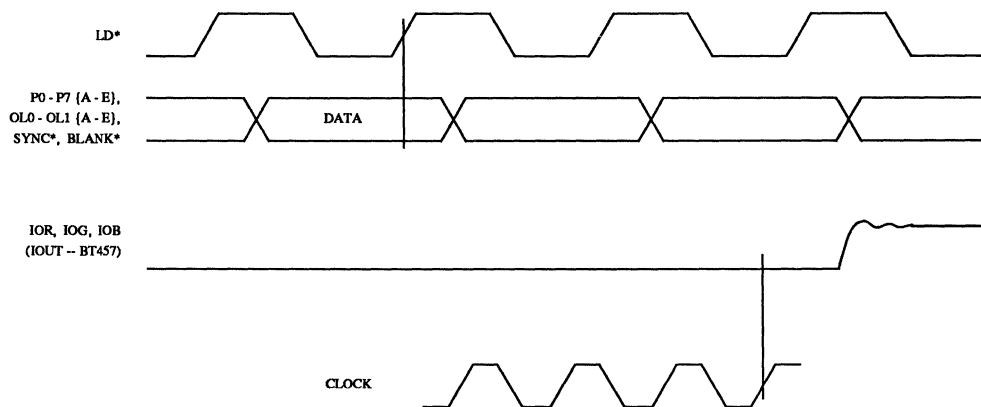 LD*
P0 - P7 {A - E},
OL0 - OL1 {A - E},
SYNC*, BLANK*
DATA
IOR, IOG, IOB
(IOUT -- BT457)
CLOCK